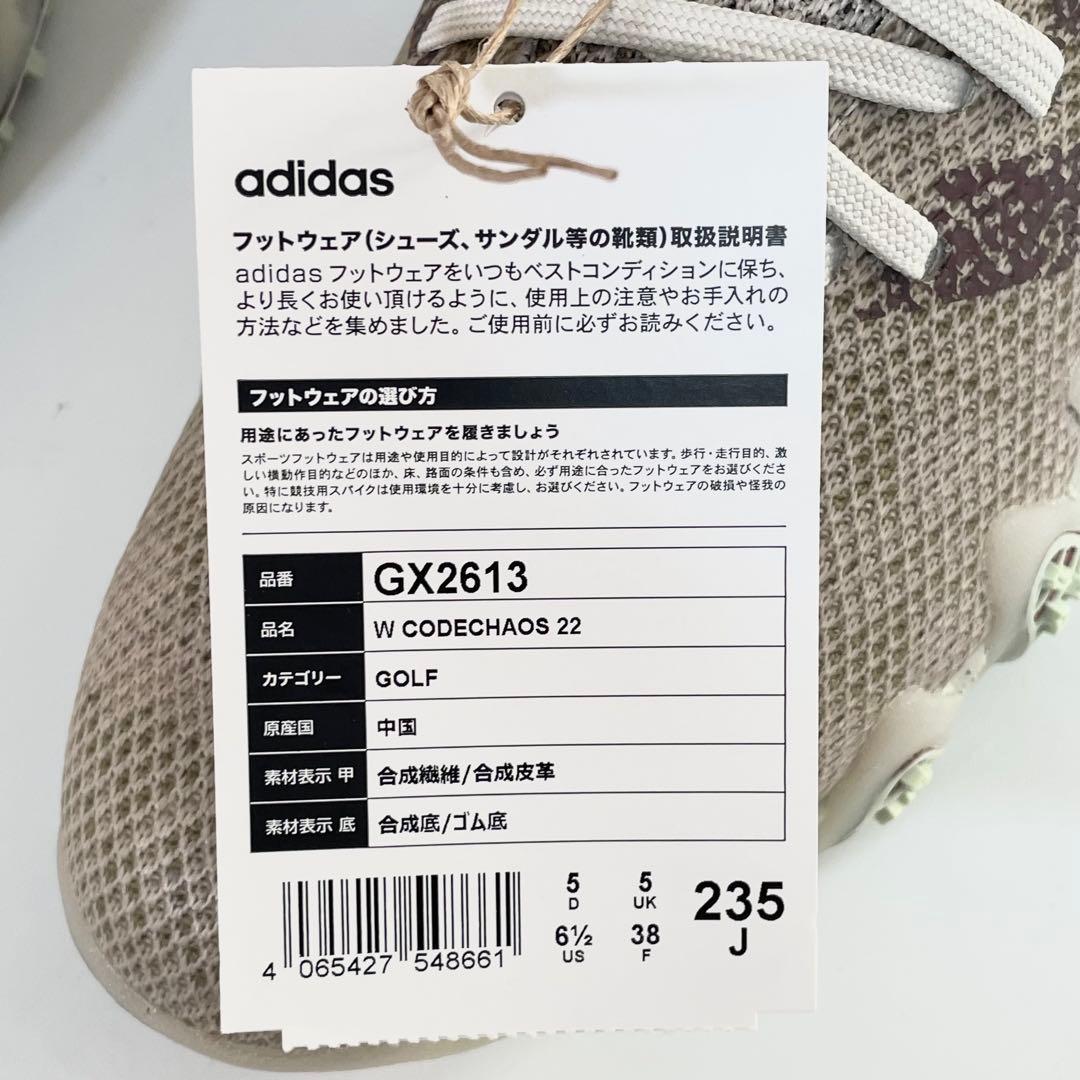 adidas
フットウェア(シューズ、サンダル等の靴類)取扱説明書
adidas フットウェアをいつもベストコンディションに保ち、
より長くお使い頂けるように、使用上の注意やお手入れの
方法などを集めました。ご使用前に必ずお読みください。
フットウェアの選び方
用途にあったフットウェアを履きましょう
スポーツフットウェアは用途や使用目的によって設計がそれぞれされています。歩行・走行目的、激
しい横動作目的などのほか、床、路面の条件も含め、必ず用途に合ったフットウェアをお選びくださ
い。特に競技用スパイクは使用環境を十分に考慮し、お選びください。フットウェアの破損や怪我の
原因になります。
品番 GX2613
品名 W CODECHAOS 22
カテゴリー GOLF
原産国 中国
素材表示 甲 合成繊維/合成皮革
素材表示 底 合成底/ゴム底
5 5 235
D UK J
6½ 38
US F
4 065427 548661